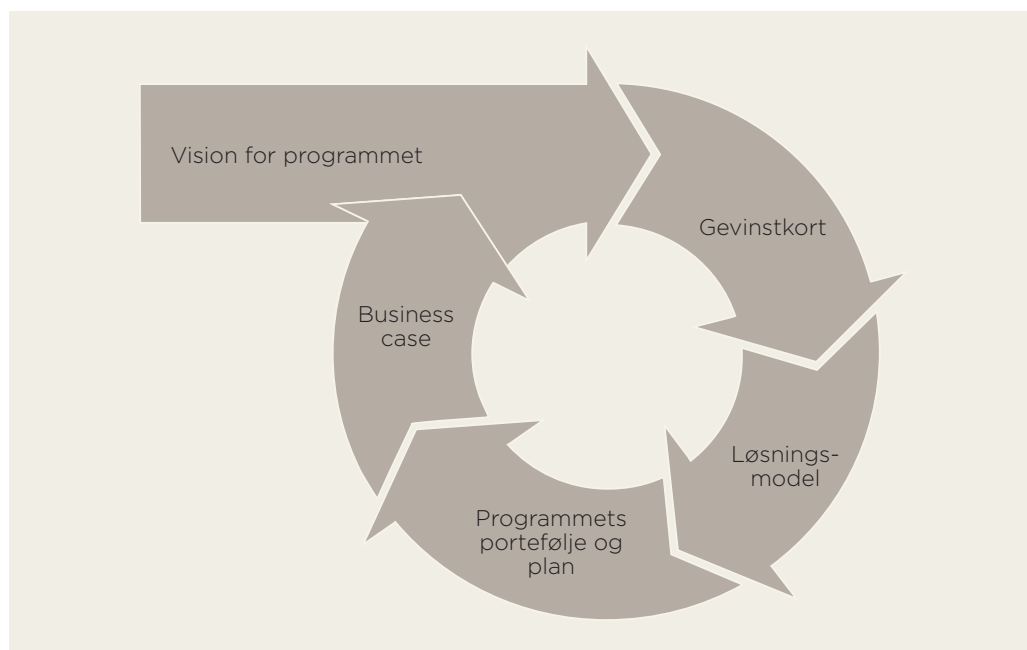 Vision for programmet
Gevinstkort
Løsnings-
model
Programmets
portefølje og
plan
Business
case